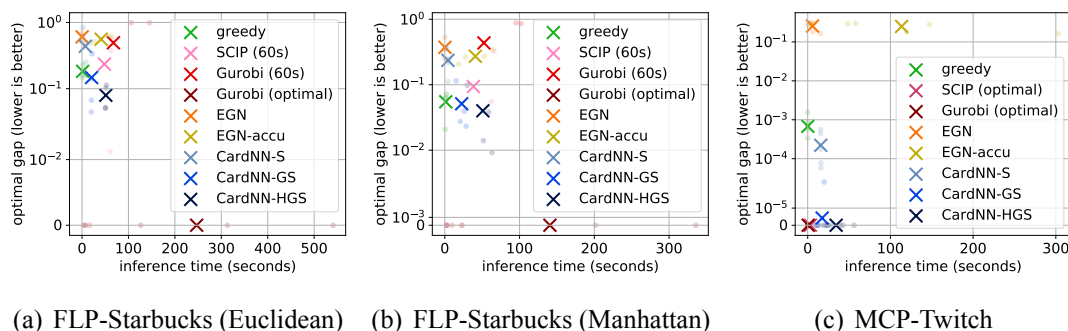 optimal gap (lower is better)
10⁰
10⁻¹
10⁻²
0
greedy
SCIP (60s)
Gurobi (60s)
Gurobi (optimal)
EGN
EGN-accu
CardNN-S
CardNN-GS
CardNN-HGS
0 100 200 300 400 500
inference time (seconds)
(a) FLP-Starbucks (Euclidean)
optimal gap (lower is better)
10⁰
10⁻¹
10⁻²
10⁻³
0
greedy
SCIP (60s)
Gurobi (60s)
Gurobi (optimal)
EGN
EGN-accu
CardNN-S
CardNN-GS
CardNN-HGS
0 100 200 300
inference time (seconds)
(b) FLP-Starbucks (Manhattan)
optimal gap (lower is better)
10⁻¹
10⁻²
10⁻³
10⁻⁴
10⁻⁵
0
greedy
SCIP (optimal)
Gurobi (optimal)
EGN
EGN-accu
CardNN-S
CardNN-GS
CardNN-HGS
0 100 200 300
inference time (seconds)
(c) MCP-Twitch